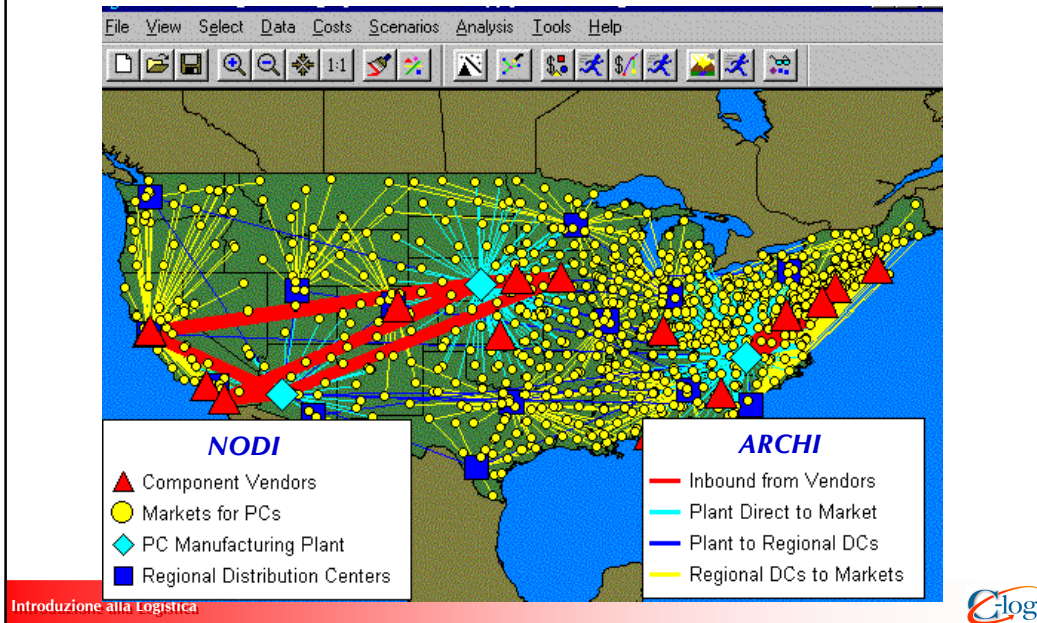 File View Select Data Costs Scenarios Analysis Tools Help
1:1
NODI
Component Vendors
Markets for PCs
PC Manufacturing Plant
Regional Distribution Centers
ARCHI
Inbound from Vendors
Plant Direct to Market
Plant to Regional DCs
Regional DCs to Markets
Introduzione alla Logistica
C-log